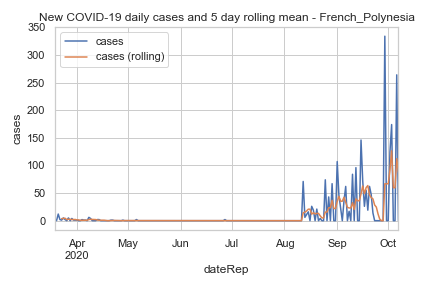 New COVID-19 daily cases and 5 day rolling mean - French_Polynesia
cases
cases (rolling)
350
300
250
200
150
100
50
0
cases
Apr
2020
May
Jun
Jul
Aug
Sep
Oct
dateRep